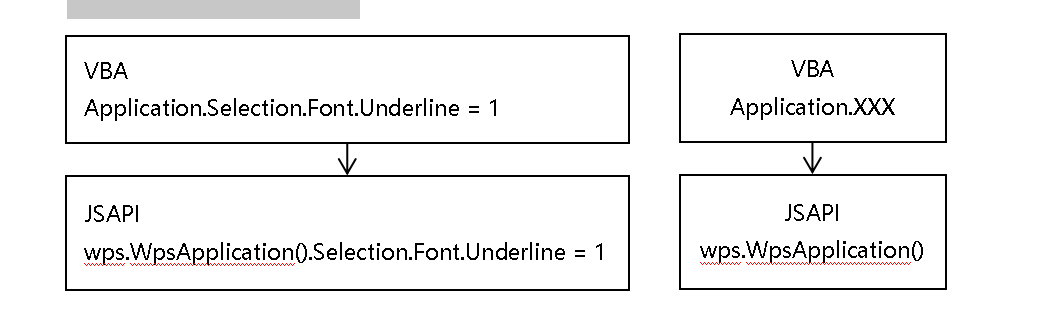 VBA
Application.Selection.Font.Underline = 1
JSAPI
wps.WpsApplication().Selection.Font.Underline = 1
VBA
Application.XXX
JSAPI
wps.WpsApplication()